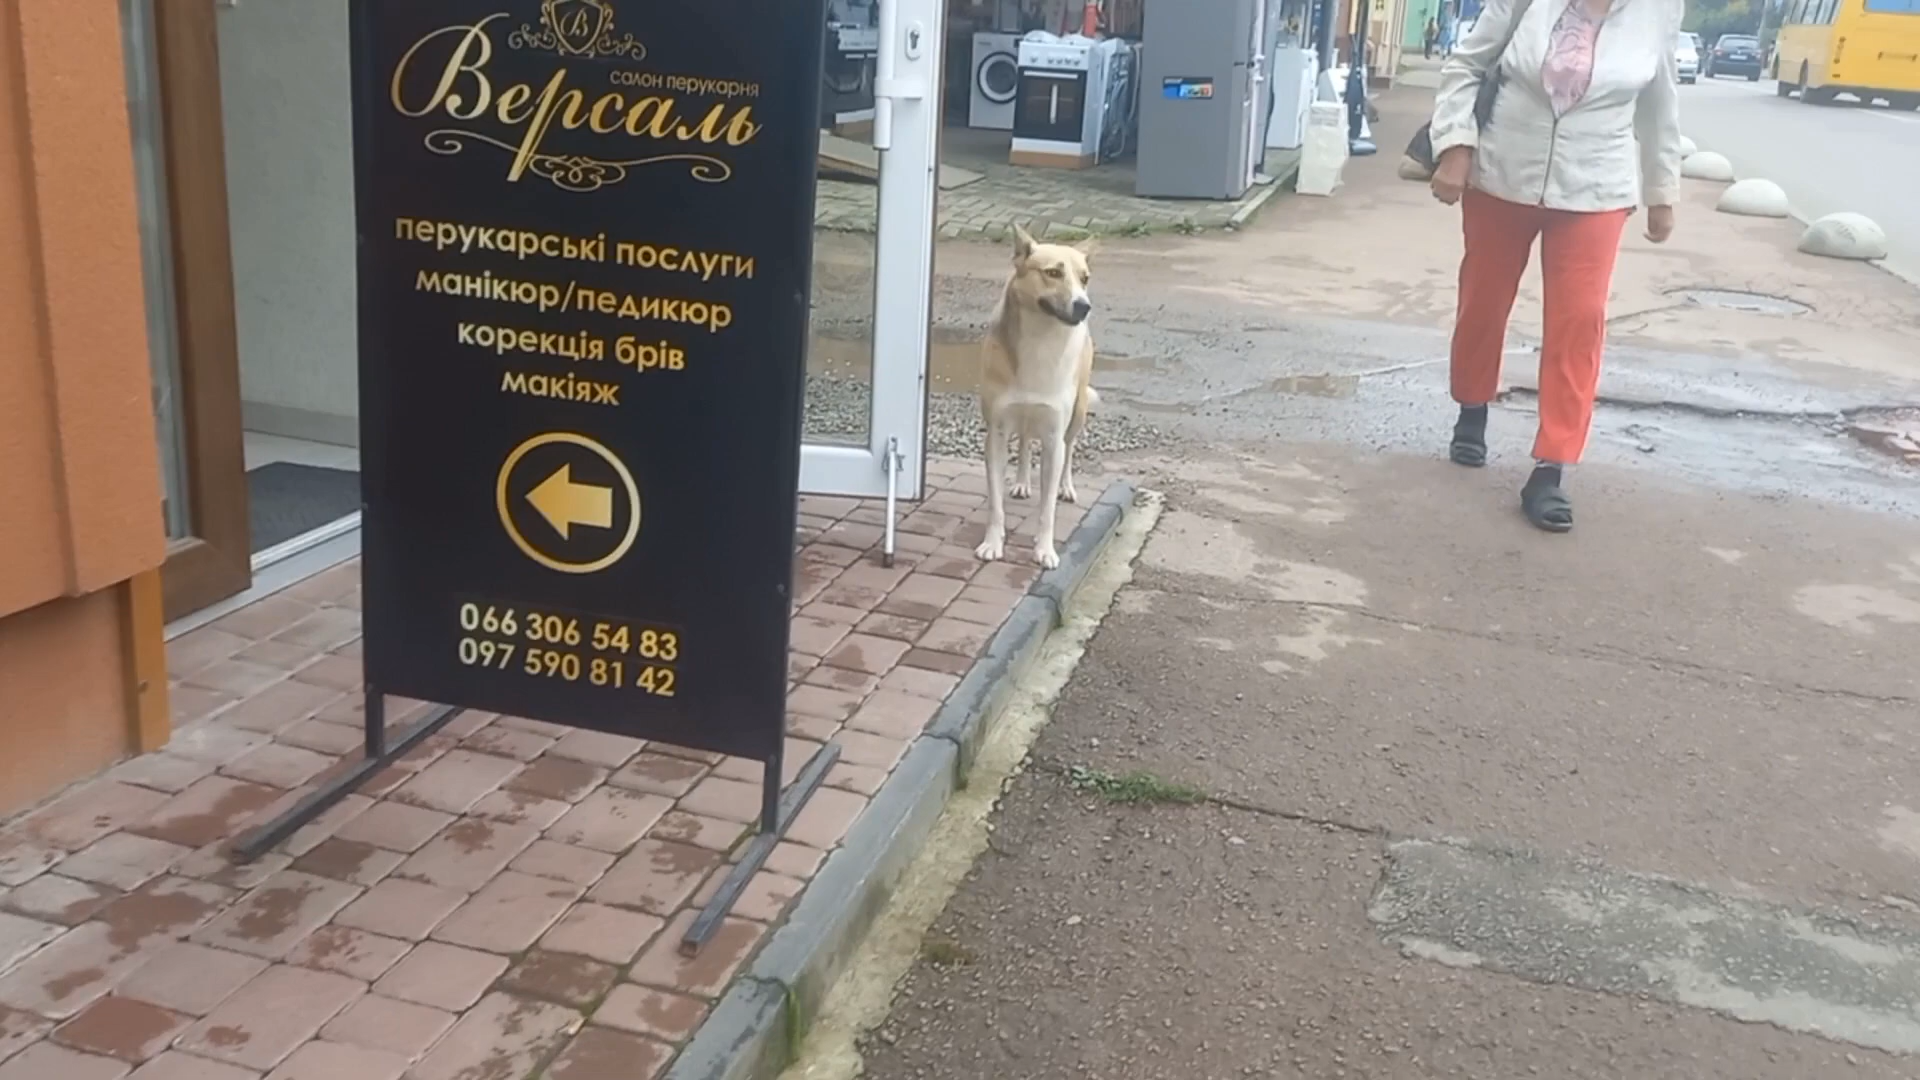 В
салон перукарня
Версаль
перукарські послуги
манікюр/педикюр
корекція брів
макіяж
066 306 54 83
097 590 81 42